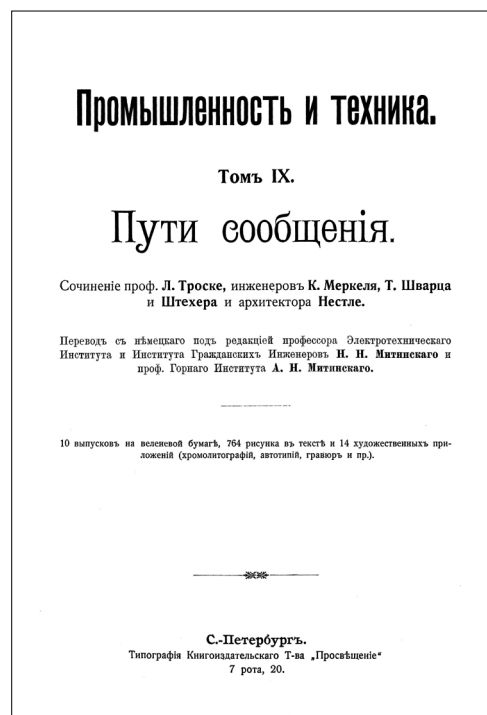 Промышленность и техника.
Томъ IX.
Пути сообщенія.
Сочиненіе проф. Л. Троске, инженеровъ К. Меркеля, Т. Шварца
и Штехера и архитектора Нестле.
Переводъ съ нѣмецкаго подъ редакціей профессора Электротехническаго
Института и Института Гражданскихъ Инженеровъ Н. Н. Митинскаго и
проф. Горнаго Института А. Н. Митинскаго.
10 выпусковъ на веленевой бумагѣ, 764 рисунка въ текстѣ и 14 художественныхъ при-
ложеній (хромолитографій, автотипій, гравюръ и пр.).
С.-Петербургъ.
Типографія Книгоиздательскаго Т-ва „Просвѣщеніе“
7 рота, 20.